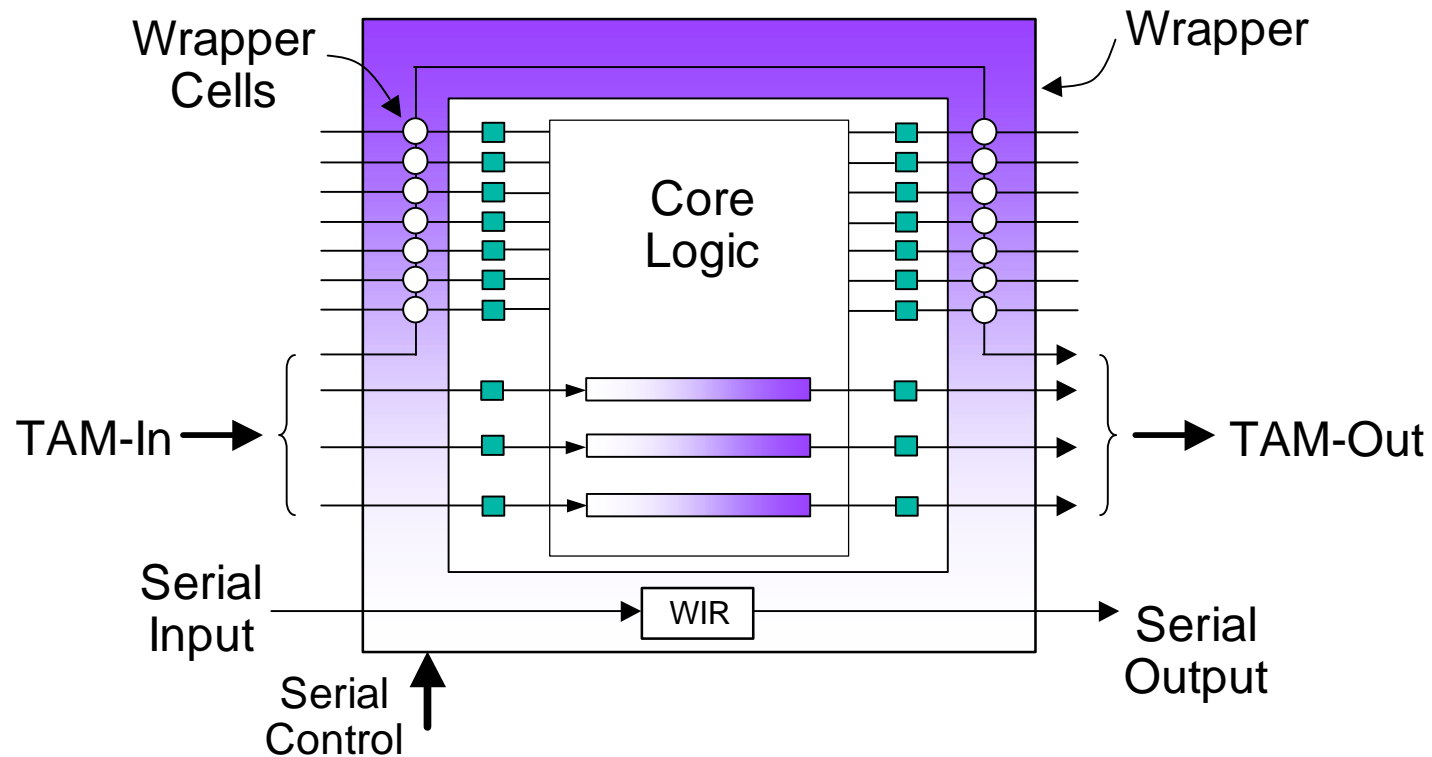 Wrapper
Cells
Wrapper
Core
Logic
TAM-In
TAM-Out
Serial
Input
WIR
Serial
Output
Serial
Control